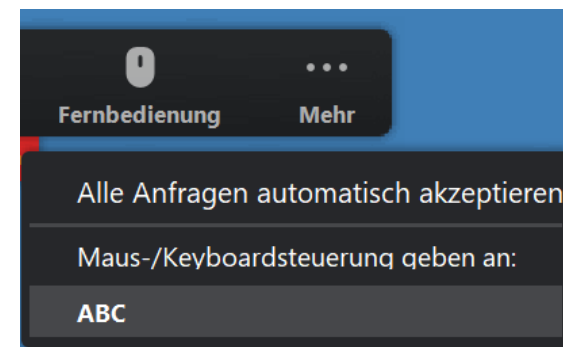 Fernbedienung Mehr
Alle Anfragen automatisch akzeptieren
Maus-/Keyboardsteuerung geben an:
ABC